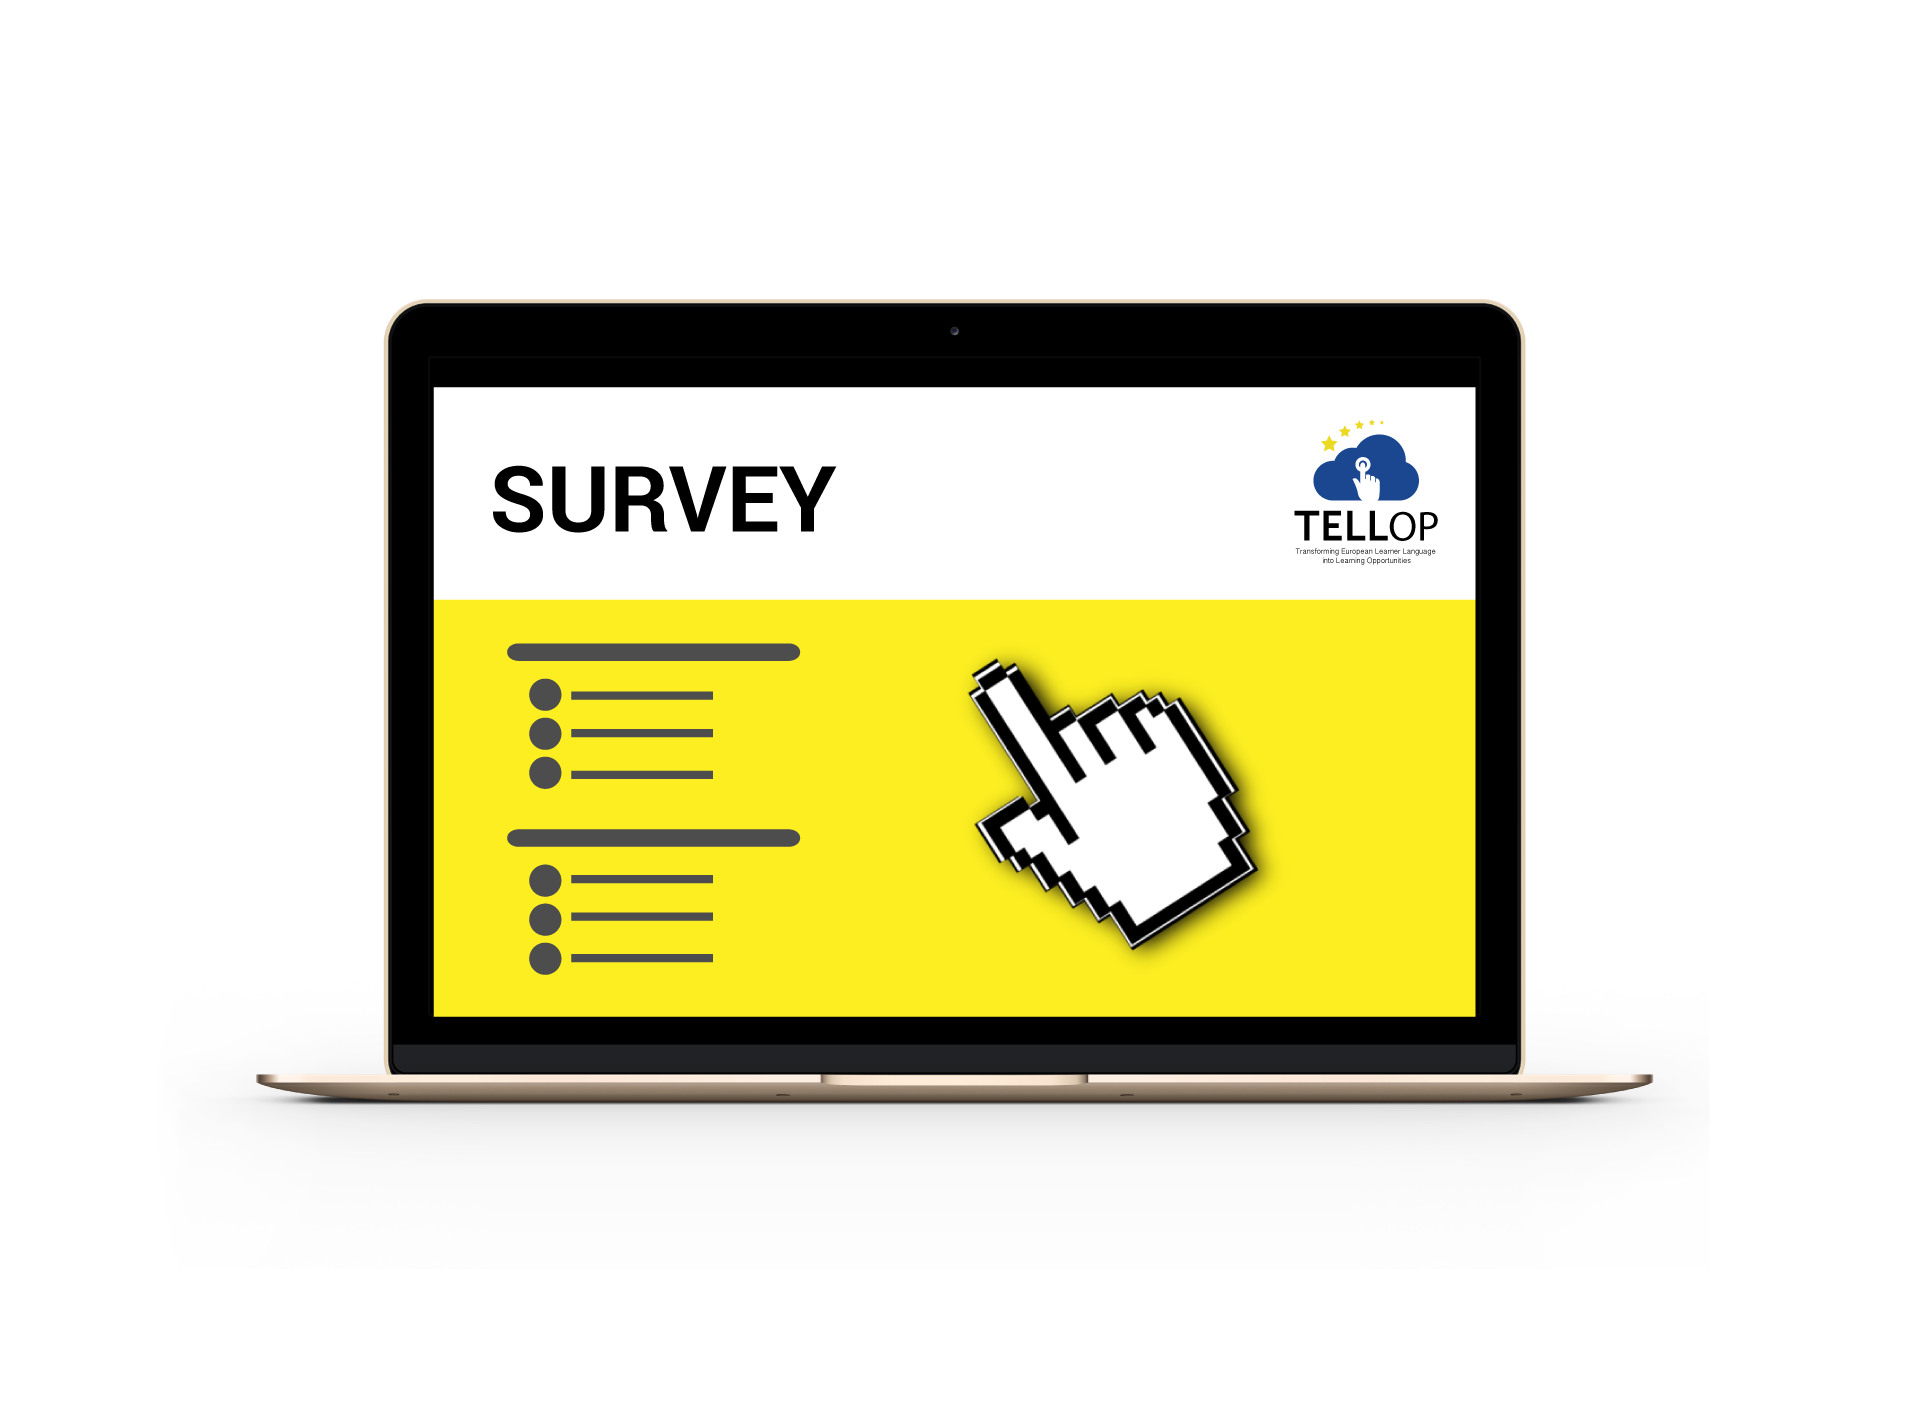 SURVEY
TELLOP
Transforming European Learner Language
into Learning Opportunities